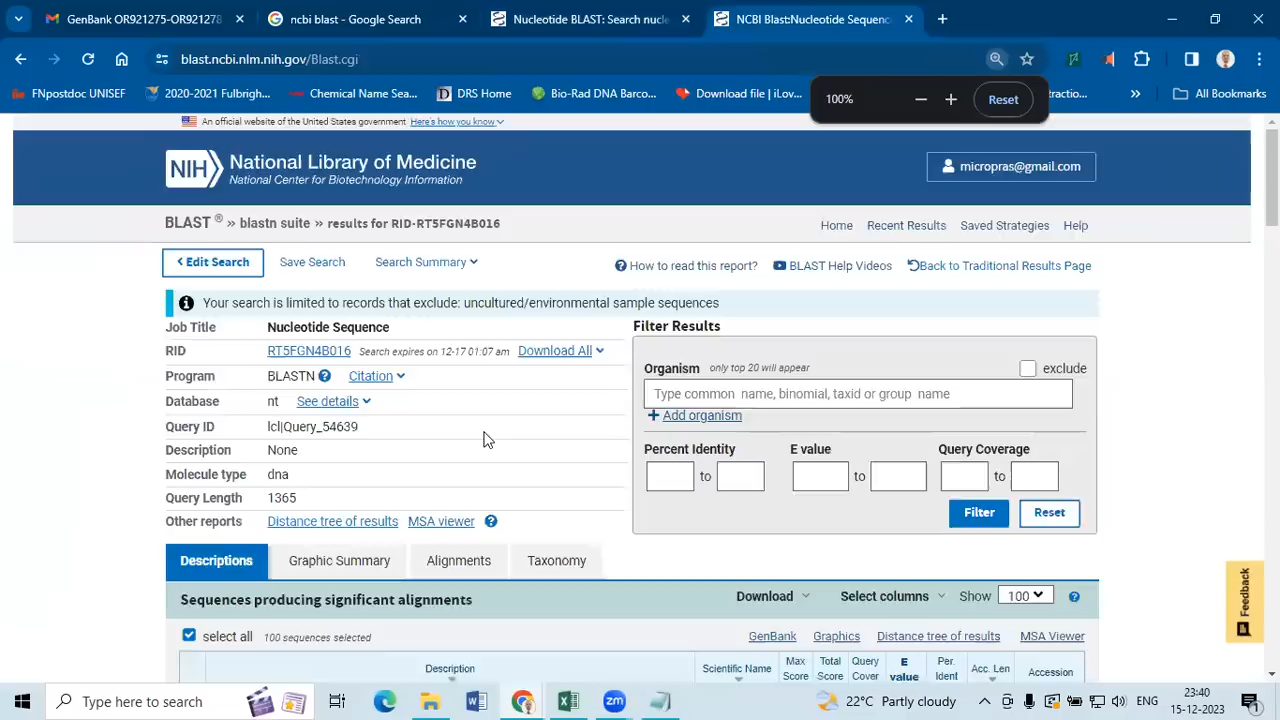 GenBank OR921275-OR921278
ncbi blast - Google Search
Nucleotide BLAST: Search nucle
NCBI Blast:Nucleotide Sequence
blast.ncbi.nlm.nih.gov/Blast.cgi
FNpostdoc UNISEF
2020-2021 Fulbrigh...
Chemical Name Sea...
DRS Home
Bio-Rad DNA Barco...
Download file | iLov...
tractio...
All Bookmarks
100%
Reset
An official website of the United States government Here's how you know
NIH
National Library of Medicine
National Center for Biotechnology Information
micropras@gmail.com
BLAST ® » blastn suite » results for RID-RT5FGN4B016
Home Recent Results Saved Strategies Help
Edit Search Save Search Search Summary
How to read this report? BLAST Help Videos Back to Traditional Results Page
Your search is limited to records that exclude: uncultured/environmental sample sequences
Job Title Nucleotide Sequence
RID RT5FGN4B016 Search expires on 12-17 01:07 am Download All
Program BLASTN Citation
Database nt See details
Query ID lcl|Query_54639
Description None
Molecule type dna
Query Length 1365
Other reports Distance tree of results MSA viewer
Filter Results
Organism only top 20 will appear exclude
Type common name, binomial, taxid or group name
Add organism
Percent Identity E value Query Coverage
to to to
Filter Reset
Descriptions Graphic Summary Alignments Taxonomy
Sequences producing significant alignments Download Select columns Show 100
select all 100 sequences selected GenBank Graphics Distance tree of results MSA Viewer
Description Scientific Name Max Score Total Score Query Cover E value Per. Ident Acc. Len Accession
Feedback
Type here to search
22°C Partly cloudy
ENG
23:40
15-12-2023